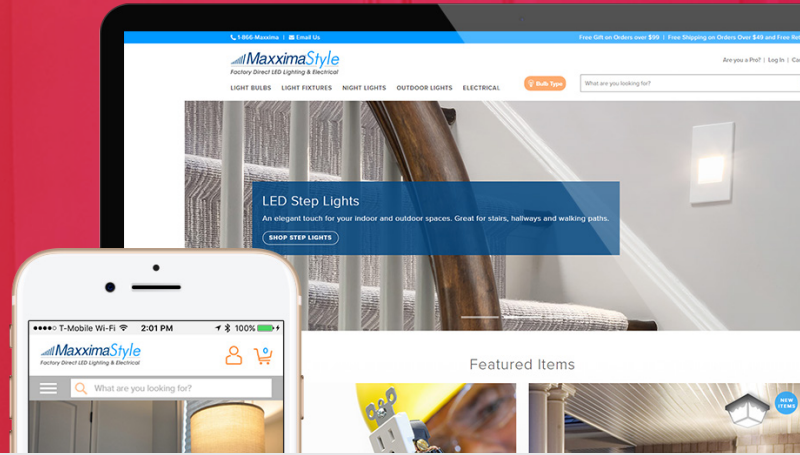 1-866-Maxxima | Email Us
Free Gift on Orders over $99 | Free Shipping on Orders Over $49 and Free
MaxximaStyle
Factory Direct LED Lighting & Electrical
Are you a Pro? | Log In |
LIGHT BULBS LIGHT FIXTURES NIGHT LIGHTS OUTDOOR LIGHTS ELECTRICAL
Bulb Type
What are you looking for?
LED Step Lights
An elegant touch for your indoor and outdoor spaces. Great for stairs, hallways and walking paths.
SHOP STEP LIGHTS
Featured Items
NEW
ITEMS
T-Mobile Wi-Fi 2:01 PM 100%
MaxximaStyle
Factory Direct LED Lighting & Electrical
0
What are you looking for?